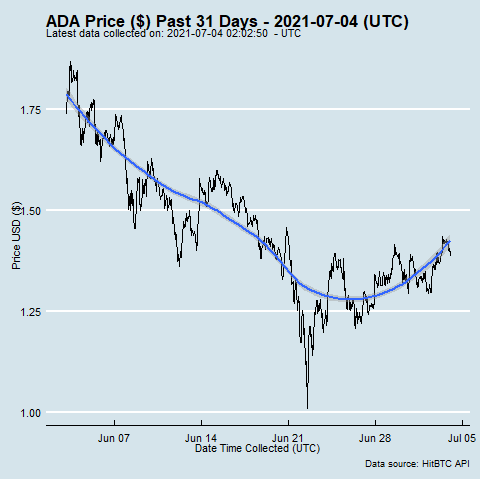 ADA Price ($) Past 31 Days - 2021-07-04 (UTC)
Latest data collected on: 2021-07-04 02:02:50 - UTC
Price USD ($)
1.75
1.50
1.25
1.00
Jun 07 Jun 14 Jun 21 Jun 28 Jul 05
Date Time Collected (UTC)
Data source: HitBTC API